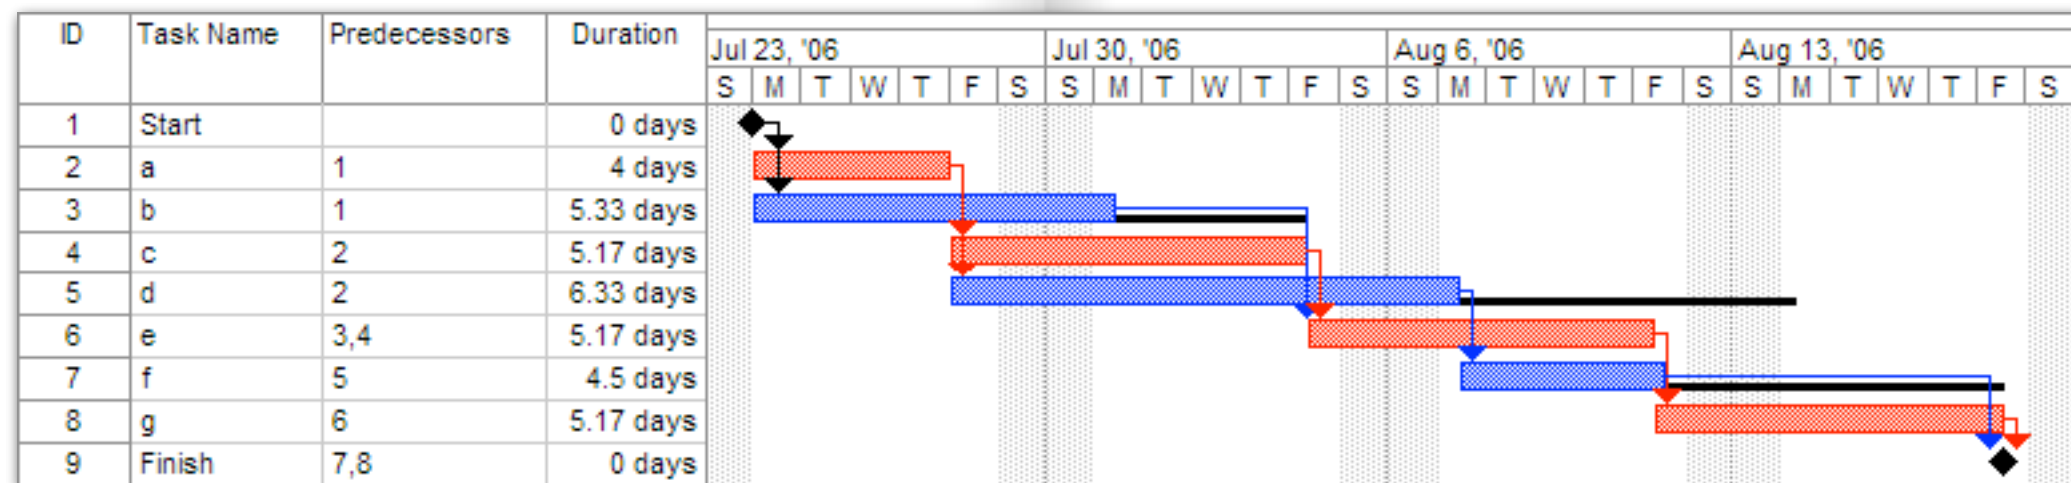 ID Task Name Predecessors Duration
Jul 23, '06 Jul 30, '06 Aug 6, '06 Aug 13, '06
S M T W T F S S M T W T F S S M T W T F S S M T W T F S
1 Start 0 days
2 a 1 4 days
3 b 1 5.33 days
4 c 2 5.17 days
5 d 2 6.33 days
6 e 3,4 5.17 days
7 f 5 4.5 days
8 g 6 5.17 days
9 Finish 7,8 0 days